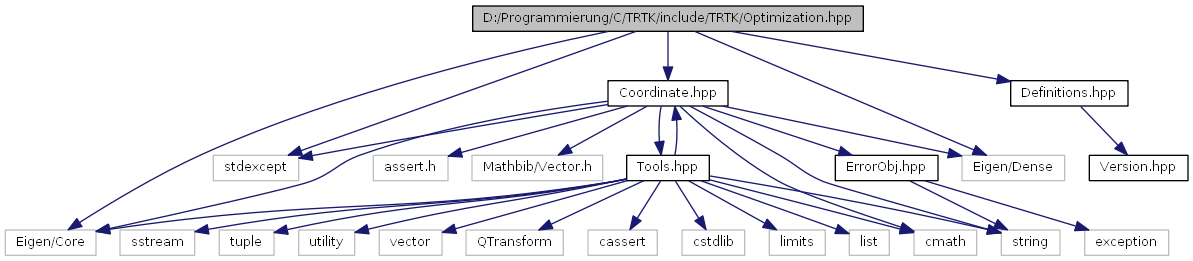 D:/Programmierung/C/TRTK/include/TRTK/Optimization.hpp
Coordinate.hpp
Definitions.hpp
stdexcept
assert.h
Mathbib/Vector.h
Tools.hpp
ErrorObj.hpp
Eigen/Dense
Version.hpp
Eigen/Core
sstream
tuple
utility
vector
QTransform
cassert
cstdlib
limits
list
cmath
string
exception